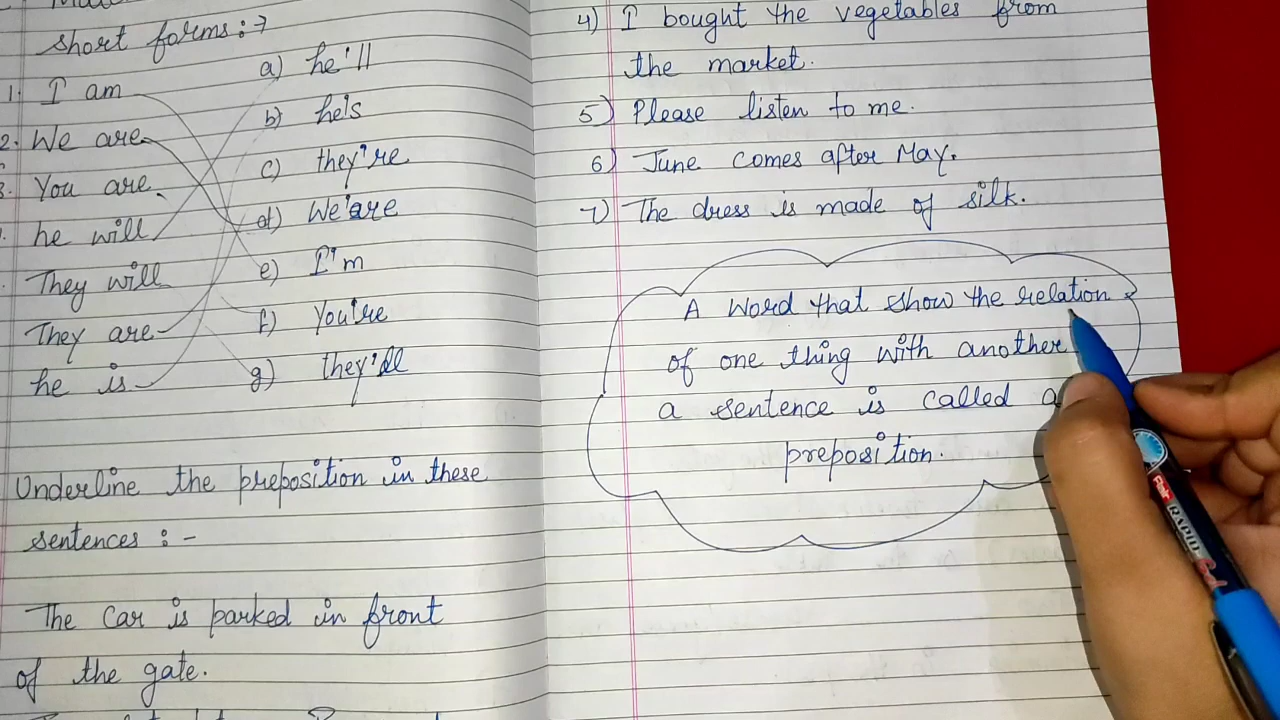 short forms :→
1. I am
a) he'll
2. We are
b) he's
3. You are
c) they're
he will
d) We'are
They will
e) I'm
They are
f) You're
he is
g) they'll
Underline the preposition in these
sentences : -
The car is parked in front
of the gate.
4) I bought the vegetables from
the market.
5) Please listen to me.
6) June comes after May.
7) The dress is made of silk.
A Word that show the relation
of one thing with another
a sentence is called a
preposition.
Flair RAPID Gel